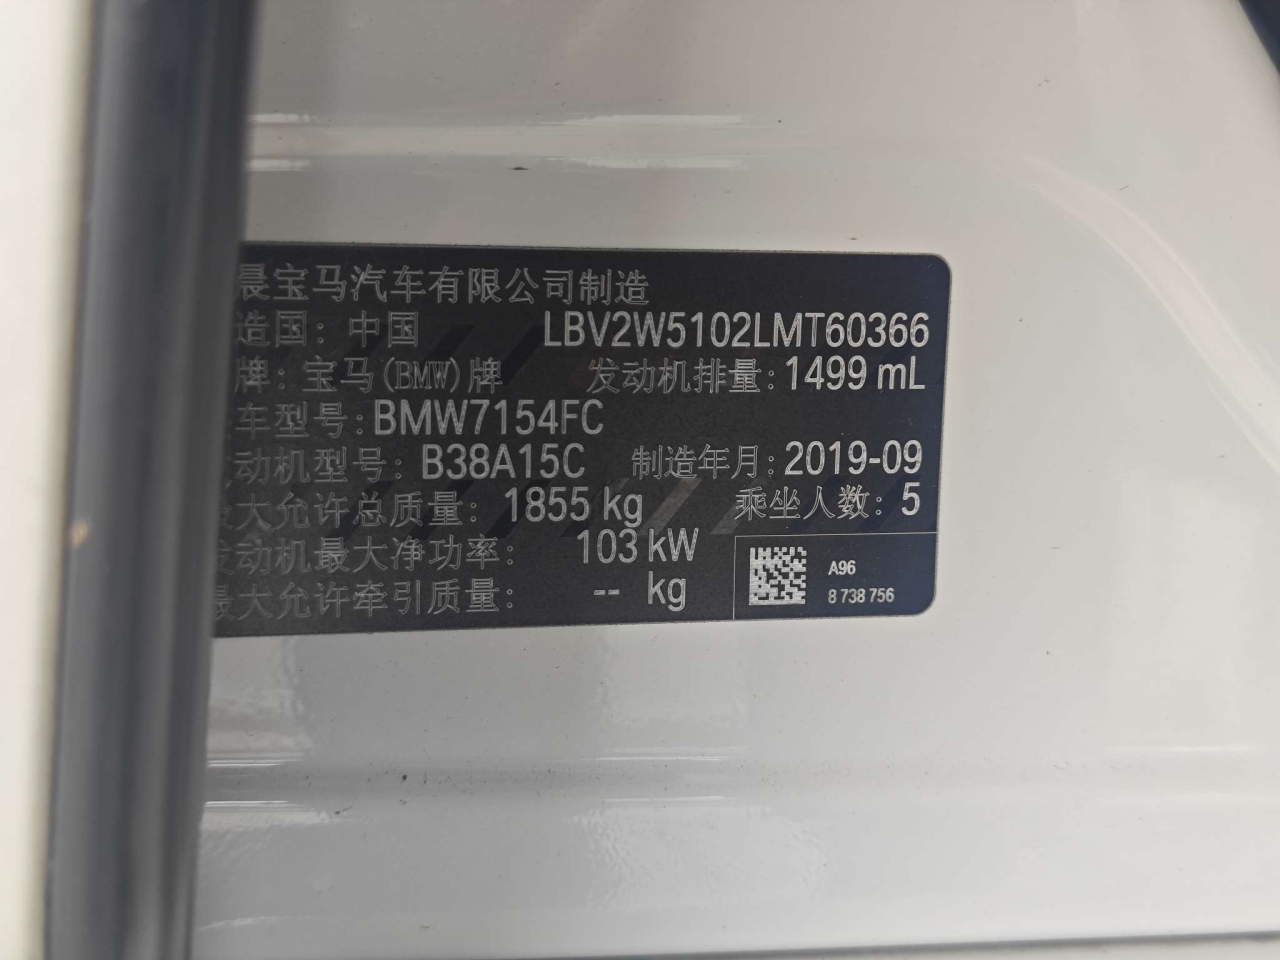 晨宝马汽车有限公司制造
造国：中国 LBV2W5102LMT60366
牌：宝马(BMW)牌 发动机排量：1499 mL
车型号：BMW7154FC
动机型号：B38A15C 制造年月：2019-09
大允许总质量：1855 kg 乘坐人数：5
发动机最大净功率：103 kW
最大允许牵引质量：-- kg
A96
8 738 756